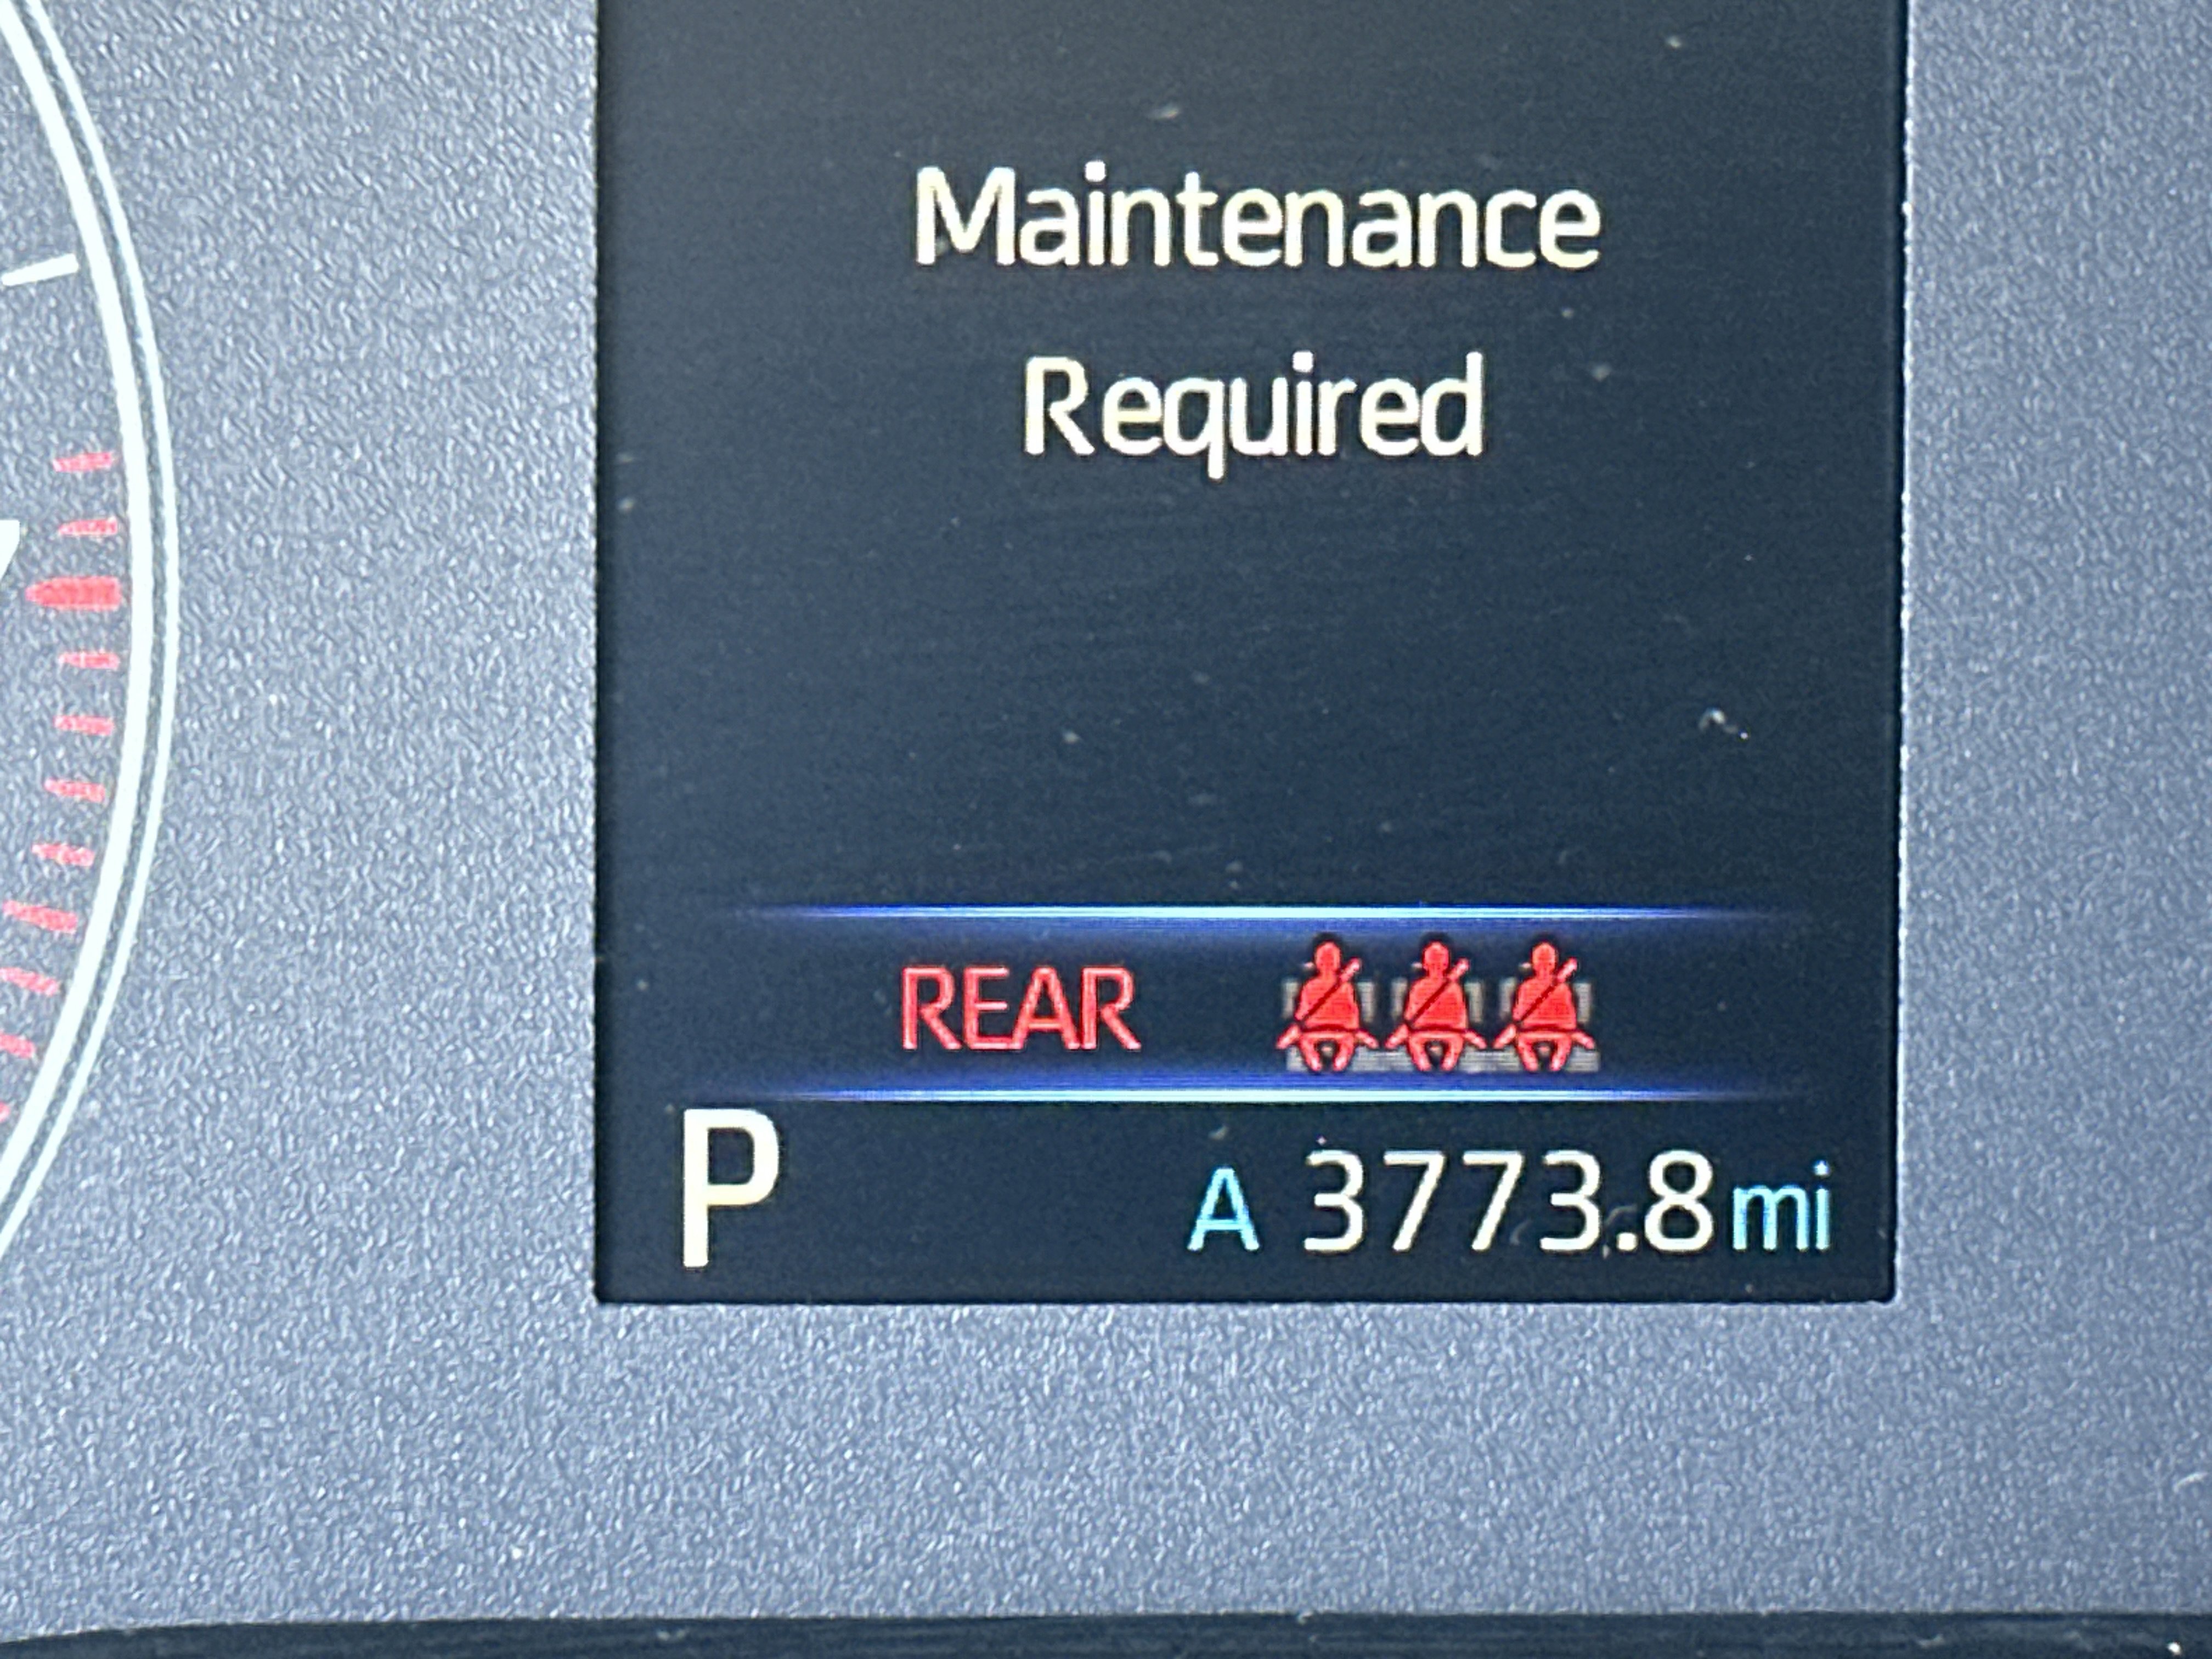 Maintenance
Required
REAR
P
A 3773.8 mi